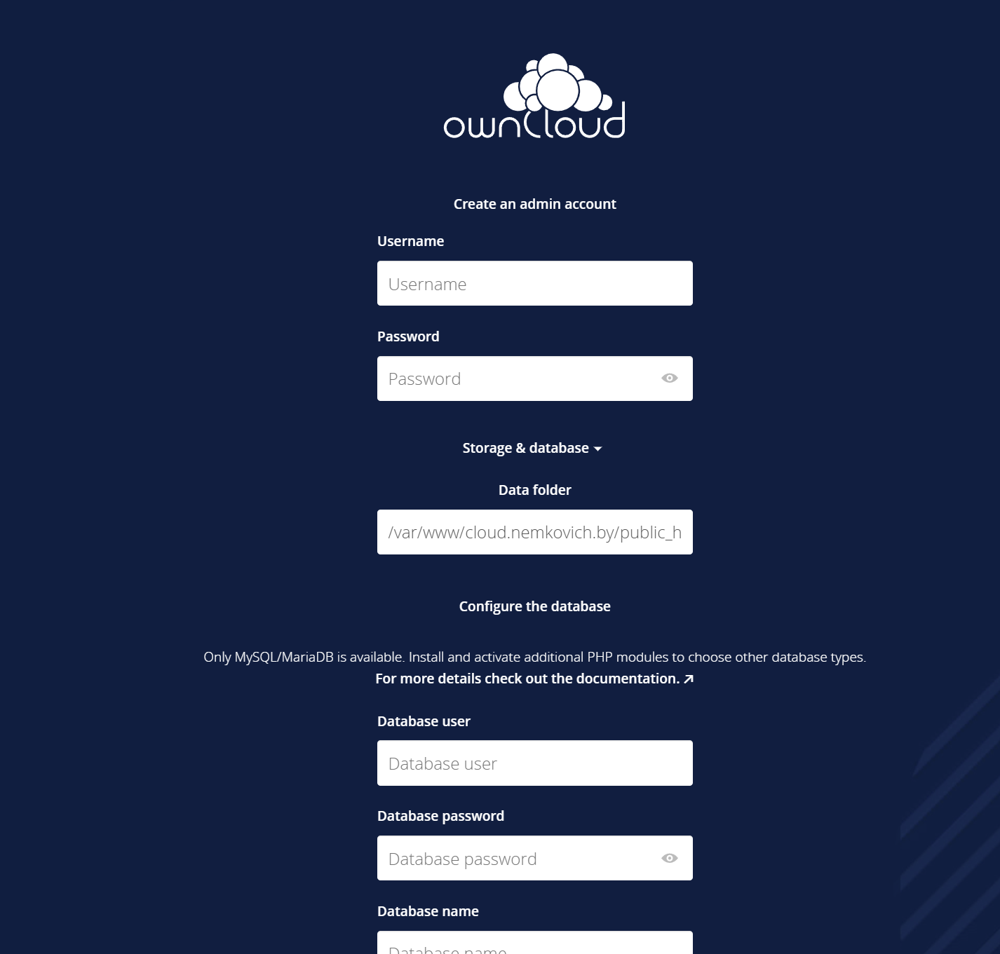 ownCloud
Create an admin account
Username
Username
Password
Password
Storage & database
Data folder
/var/www/cloud.nemkovich.by/public_h
Configure the database
Only MySQL/MariaDB is available. Install and activate additional PHP modules to choose other database types.
For more details check out the documentation.
Database user
Database user
Database password
Database password
Database name
Database name